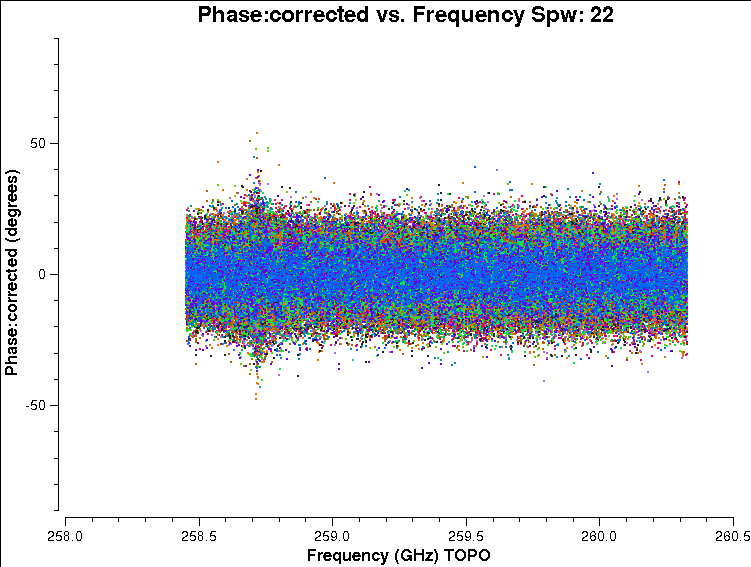 Phase:corrected vs. Frequency Spw: 22
Phase:corrected (degrees)
50
0
-50
258.0 258.5 259.0 259.5 260.0 260.5
Frequency (GHz) TOPO